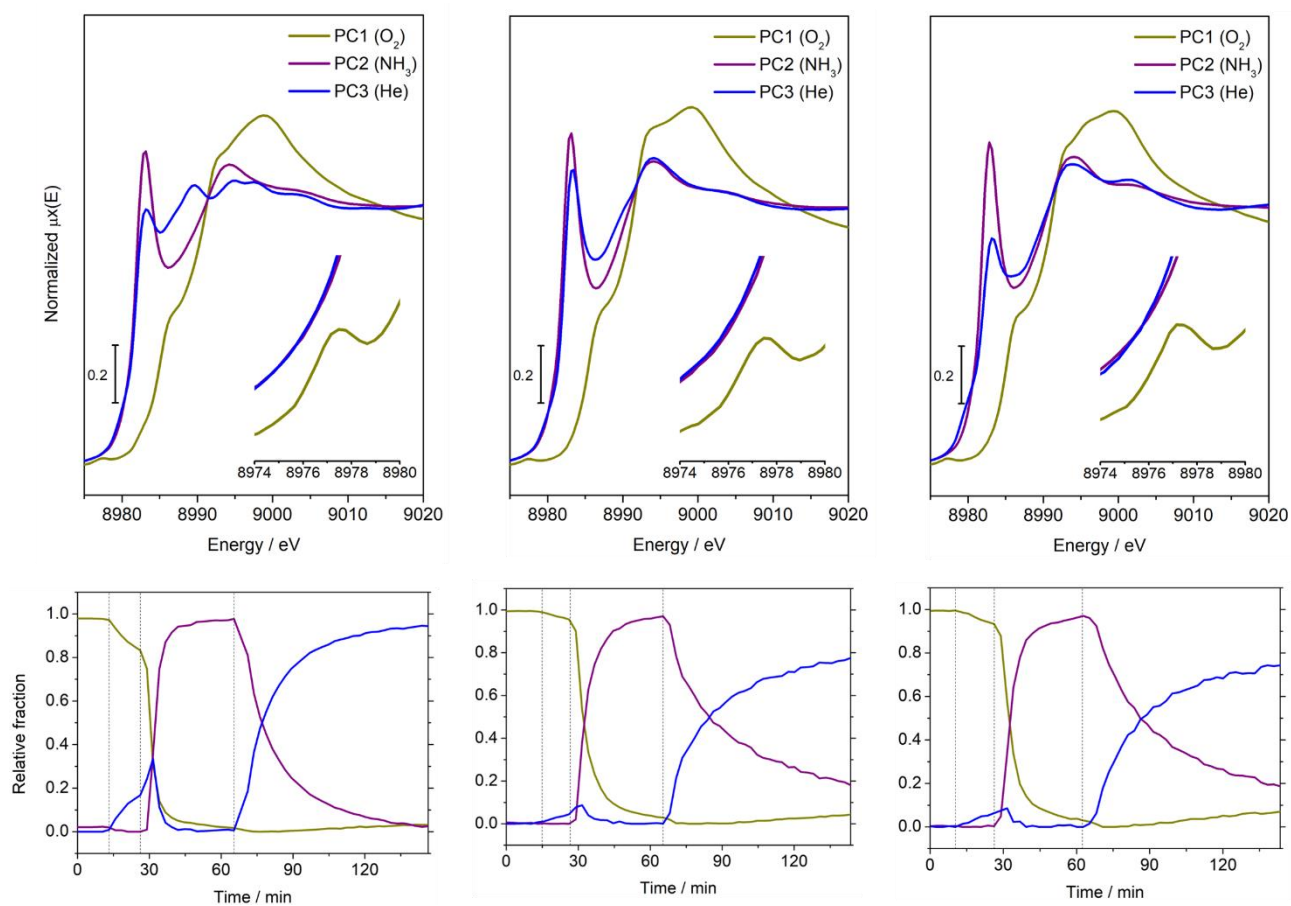 PC1 (O₂)
PC2 (NH₃)
PC3 (He)
PC1 (O₂)
PC2 (NH₃)
PC3 (He)
PC1 (O₂)
PC2 (NH₃)
PC3 (He)
Normalized μx(E)
0.2
0.2
0.2
8974 8976 8978 8980
8974 8976 8978 8980
8974 8976 8978 8980
8980 8990 9000 9010 9020
8980 8990 9000 9010 9020
8980 8990 9000 9010 9020
Energy / eV
Energy / eV
Energy / eV
Relative fraction
1.0
0.8
0.6
0.4
0.2
0.0
0 30 60 90 120
Time / min
1.0
0.8
0.6
0.4
0.2
0.0
0 30 60 90 120
Time / min
1.0
0.8
0.6
0.4
0.2
0.0
0 30 60 90 120
Time / min